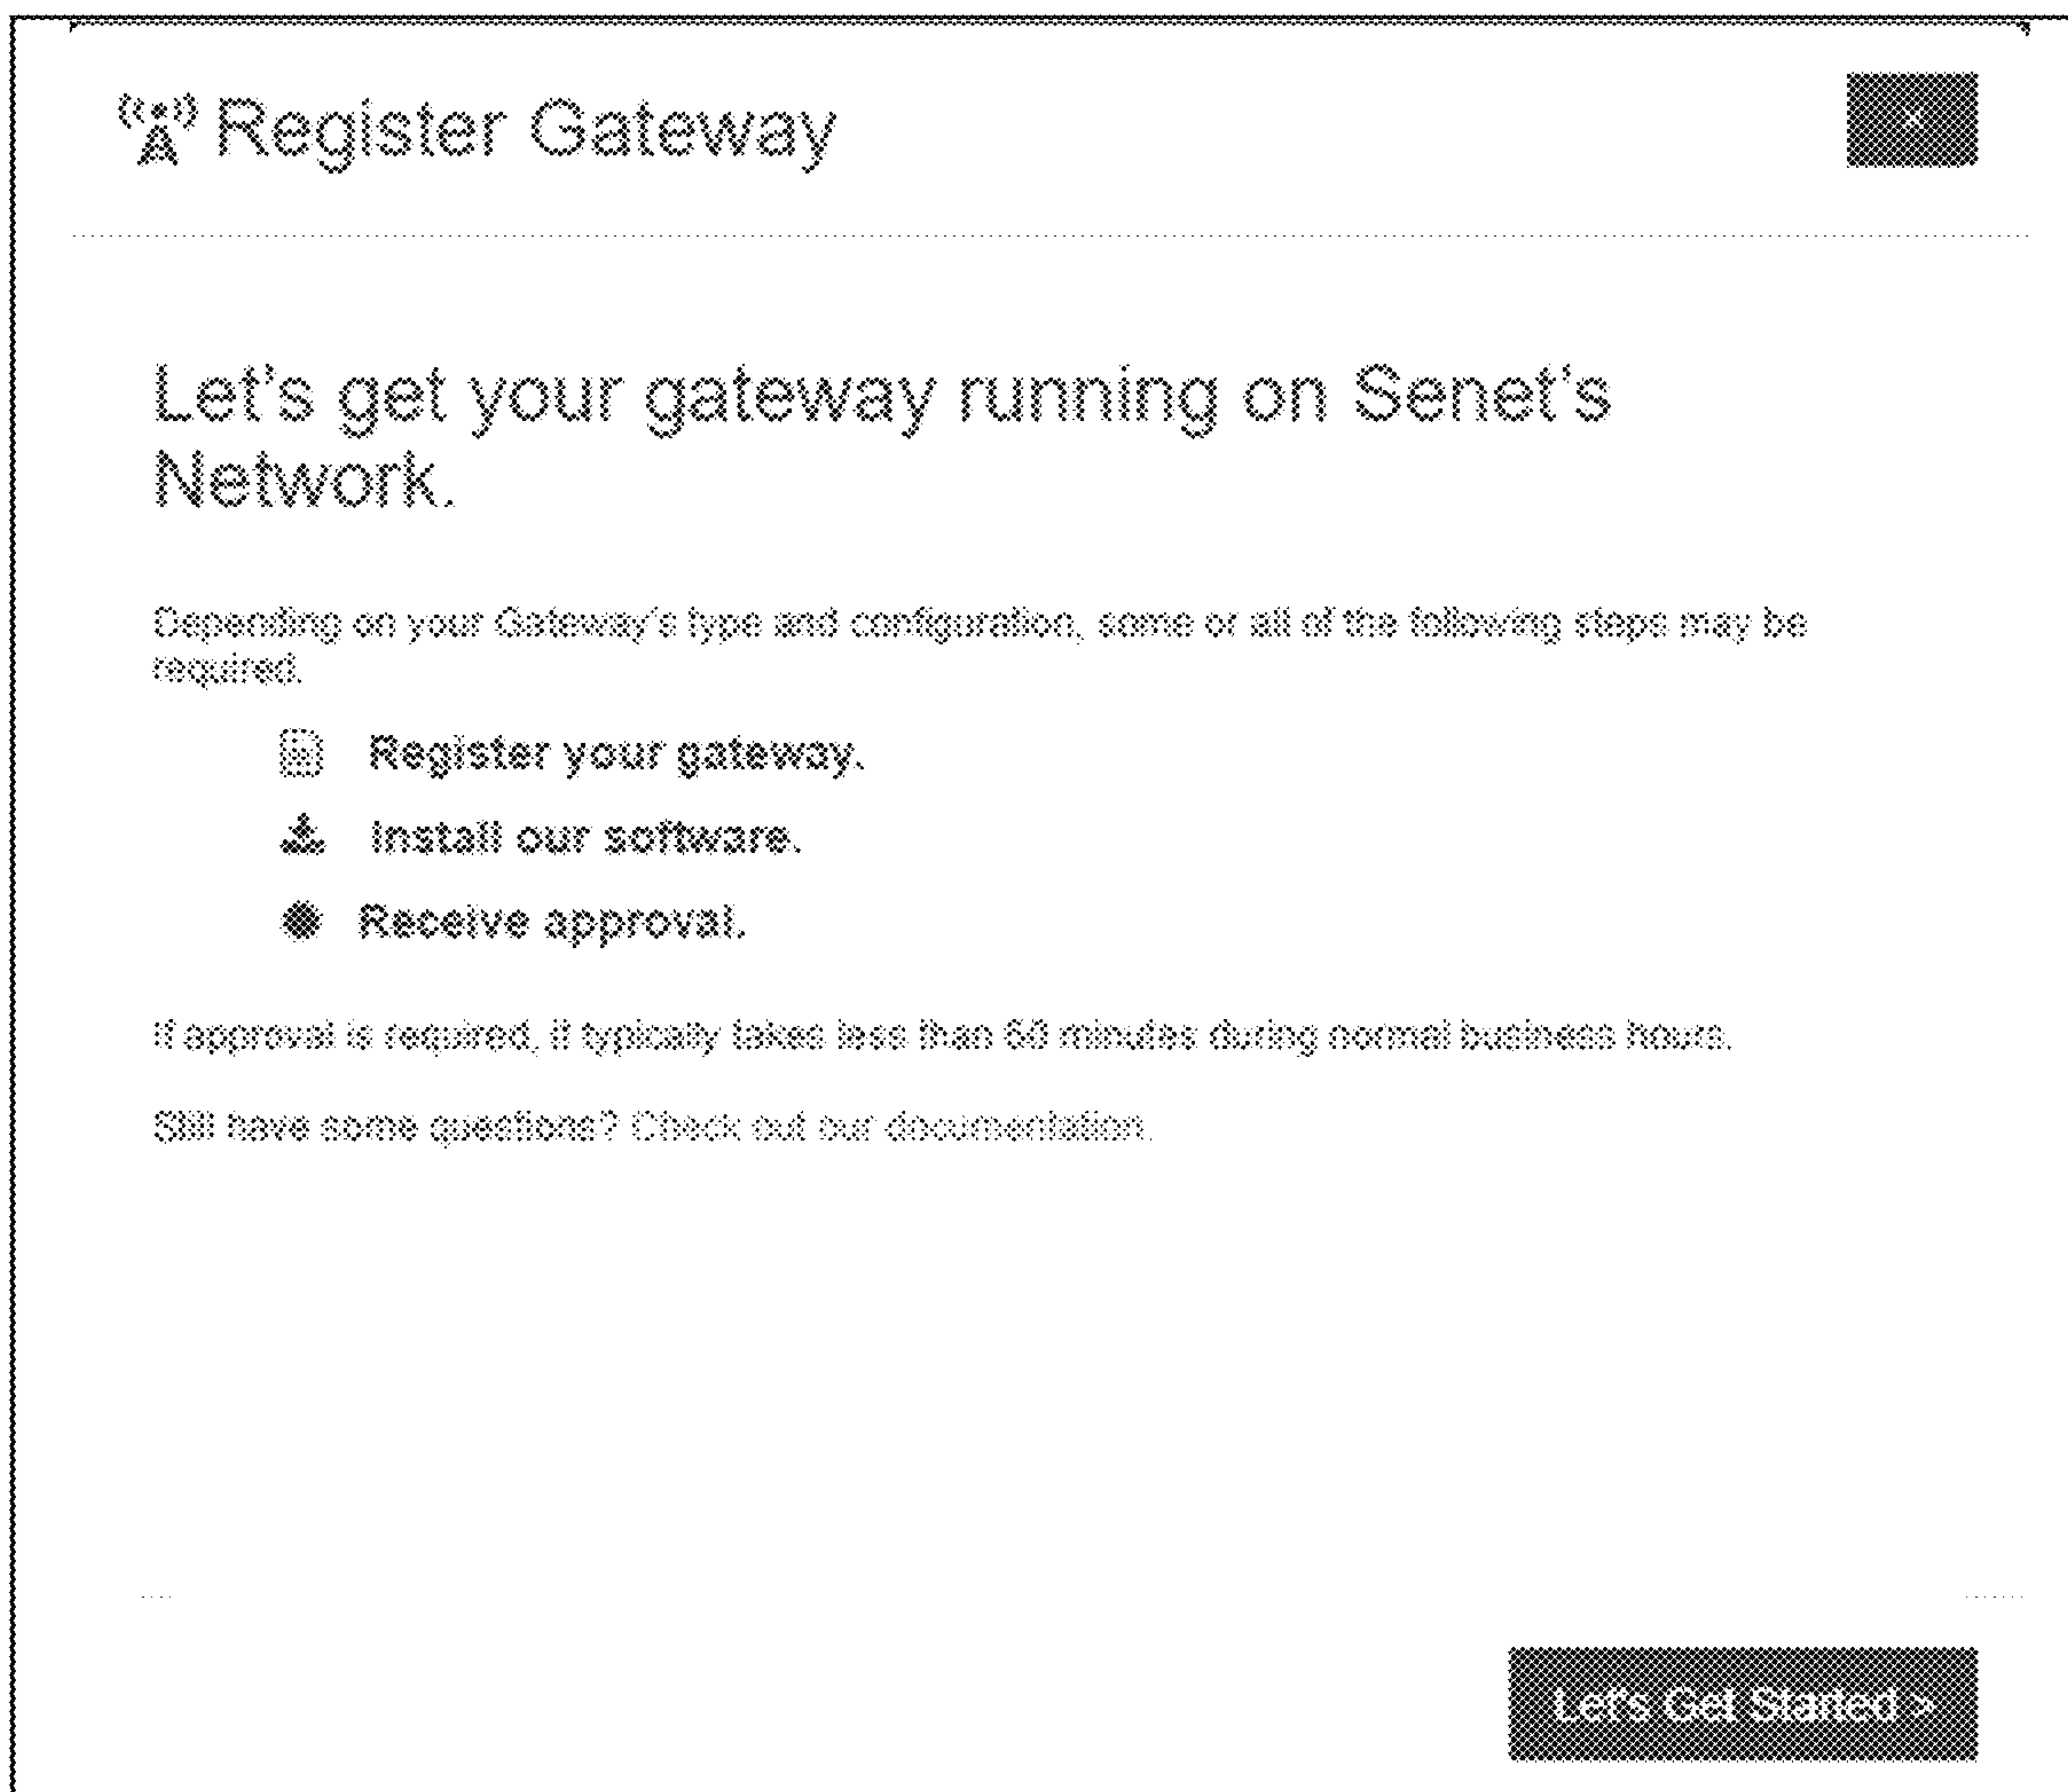 Register Gateway
×
Let's get your gateway running on Senet's
Network.
Depending on your Gateway's type and configuration, some or all of the following steps may be
required.
Register your gateway.
Install our software.
Receive approval.
If approval is required, it typically takes less than 60 minutes during normal business hours.
Still have some questions? Check out our documentation.
Let's Get Started >